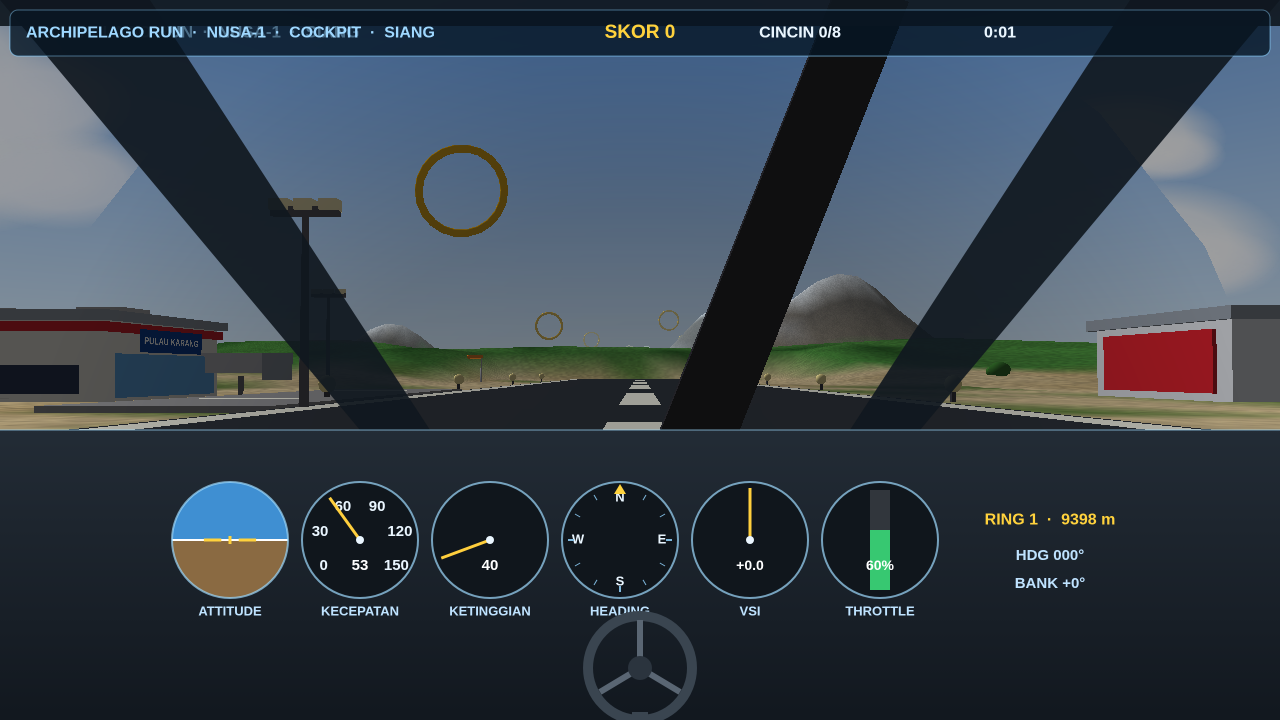 ARCHIPELAGO RUN · NUSA-1 · COCKPIT · SIANG
SKOR 0
CINCIN 0/8
0:01
PULAU KARANG
0 30 60 90 120 150
53
ATTITUDE
KECEPATAN
40
KETINGGIAN
N
E
S
W
HEADING
+0.0
VSI
60%
THROTTLE
RING 1 · 9398 m
HDG 000°
BANK +0°